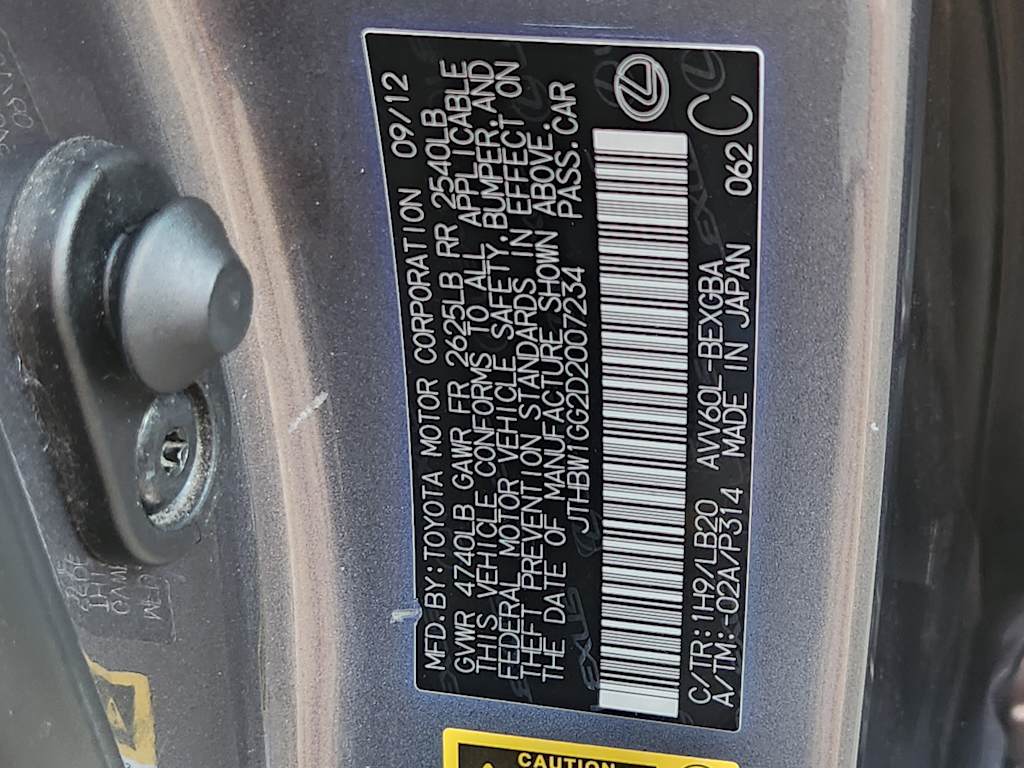 MFD.BY:TOYOTA MOTOR CORPORATION 09/12
GVWR 4740LB GAWR FR 2625LB RR 2540LB
THIS VEHICLE CONFORMS TO ALL APPLICABLE
FEDERAL MOTOR VEHICLE SAFETY,BUMPER,AND
THEFT PREVENTION STANDARDS IN EFFECT ON
THE DATE OF MANUFACTURE SHOWN ABOVE.
JTHBW1GG2D2007234 PASS.CAR
C/TR:1H9/LB20 AVV60L-BEXGBA 062 C
A/TM:-02A/P314 MADE IN JAPAN
CAUTION